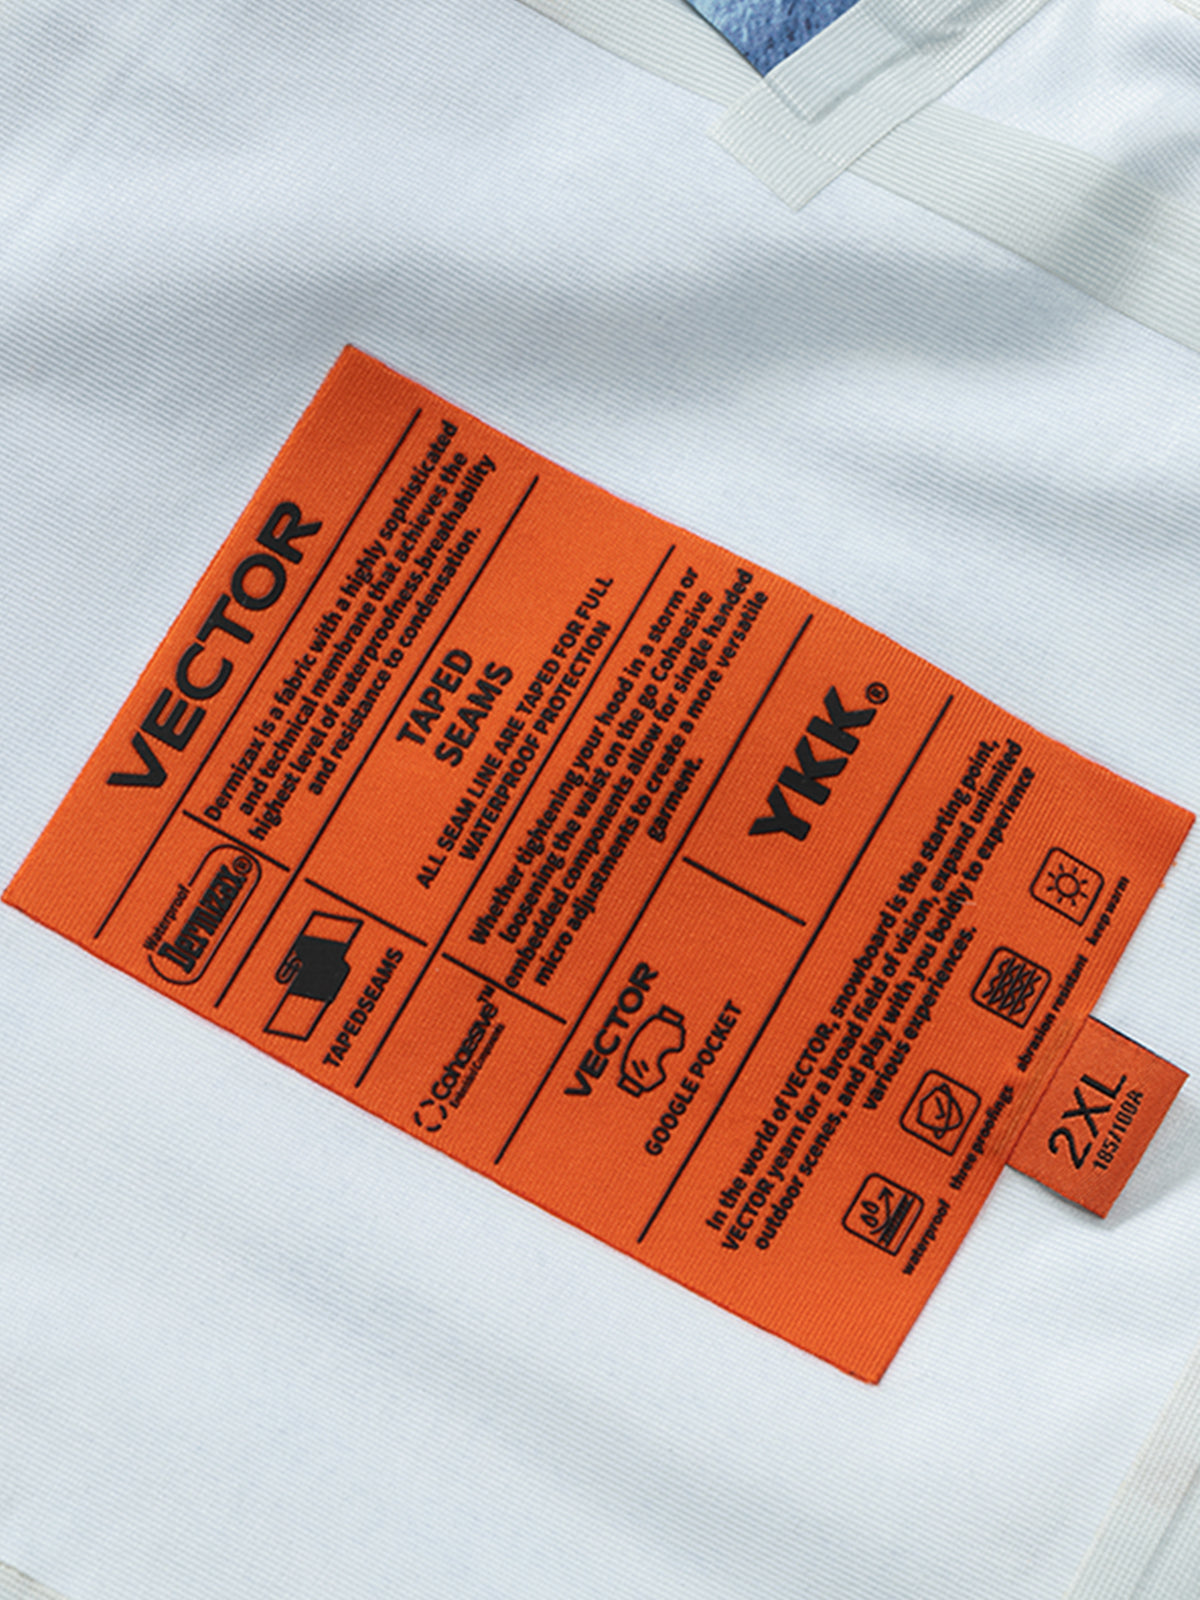 VECTOR
Waterproof
Dermizax®
Dermizax is a fabric with a highly sophisticated
and technical membrane that achieves the
highest level of waterproofness,breathability
and resistance to condensation.
TAPEDSEAMS
TAPED
SEAMS
ALL SEAM LINE ARE TAPED FOR FULL
WATERPROOF PROTECTION
Cohaesive™
Embedded Components
Whether tightening your hood in a storm or
loosening the waist on the go Cohaesive
embedded components allow for single handed
micro adjustments to create a more versatile
garment.
VECTOR
GOOGLE POCKET
YKK®
in the world of VECTOR, snowboard is the starting point,
VECTOR yearn for a broad field of vision, expand unlimited
outdoor scenes, and play with you boldly to experience
various experiences.
waterproof
three proofings
abrasion resistant
keep worm
2XL
185/100A